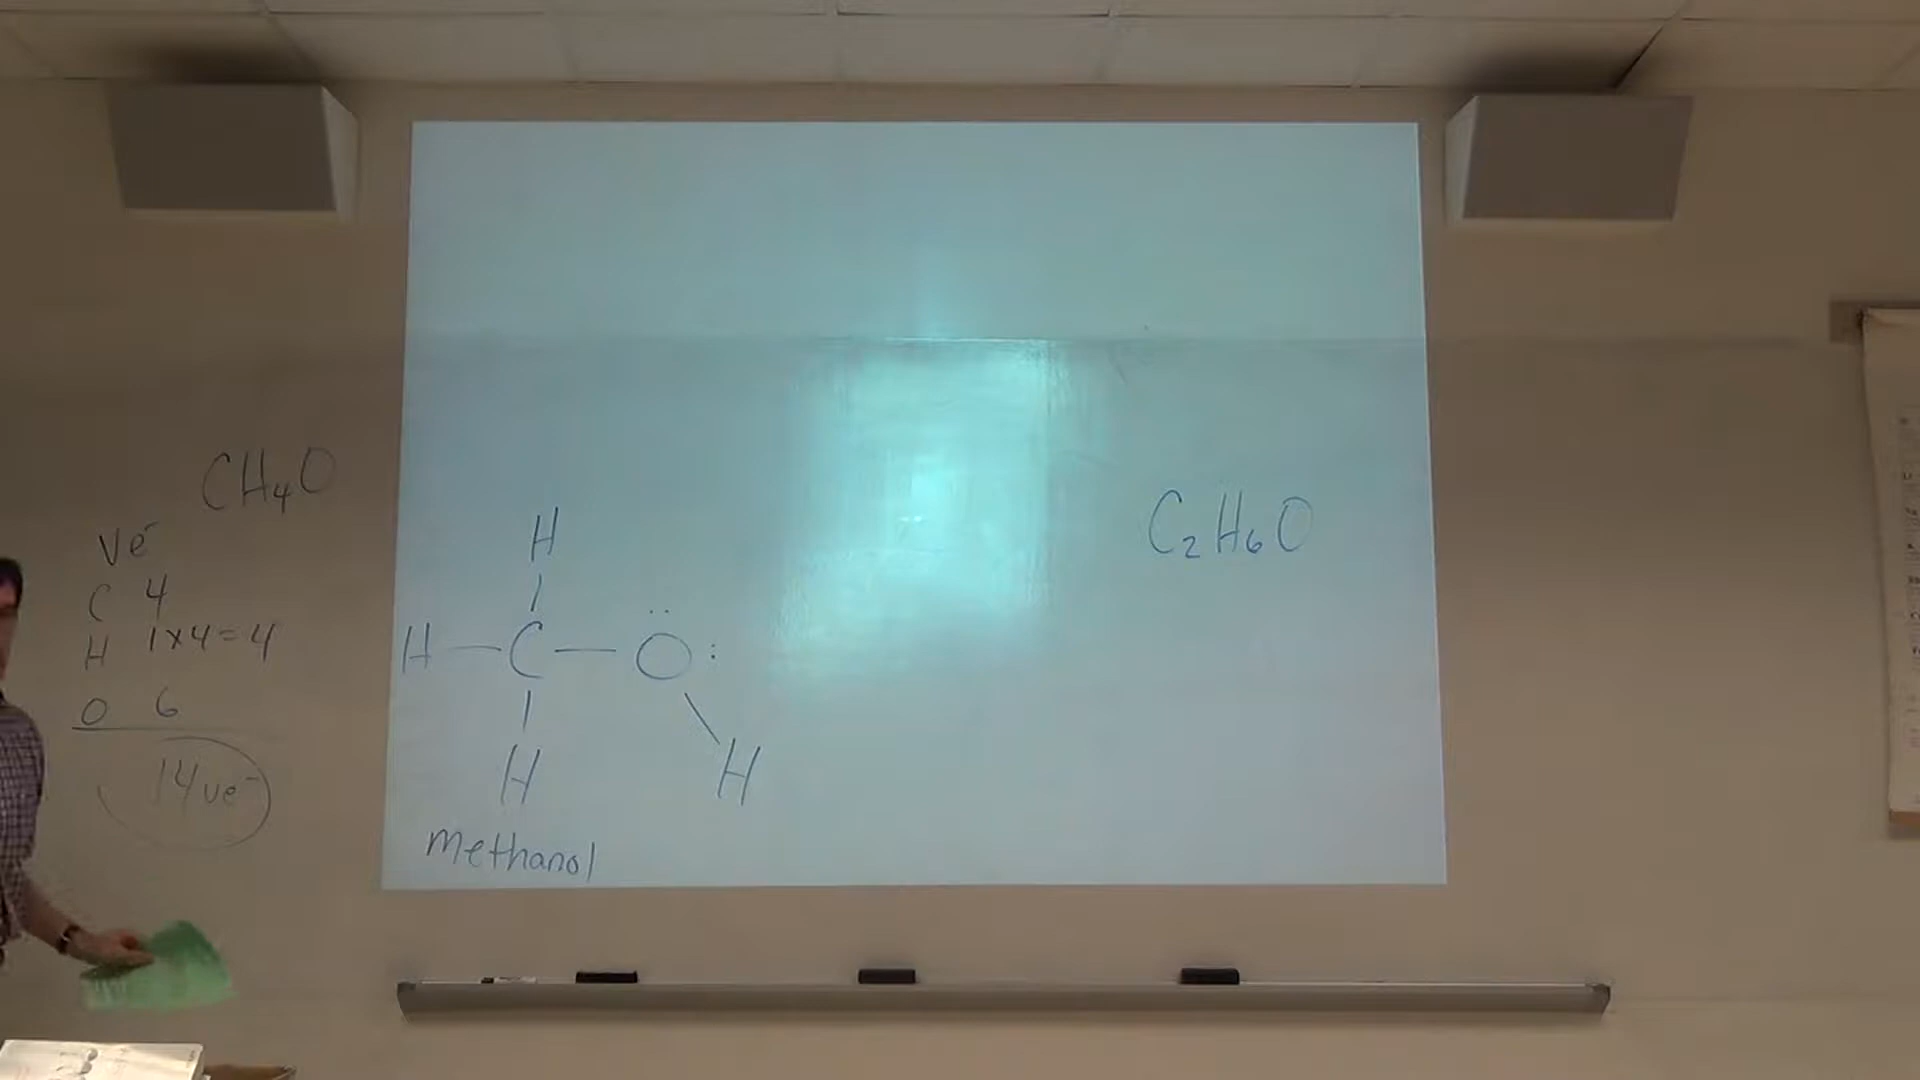 CH₄O
Ve⁻
C 4
H 1x4=4
O 6
14ve⁻
H
H—C—O:
H H
methanol
C₂H₆O